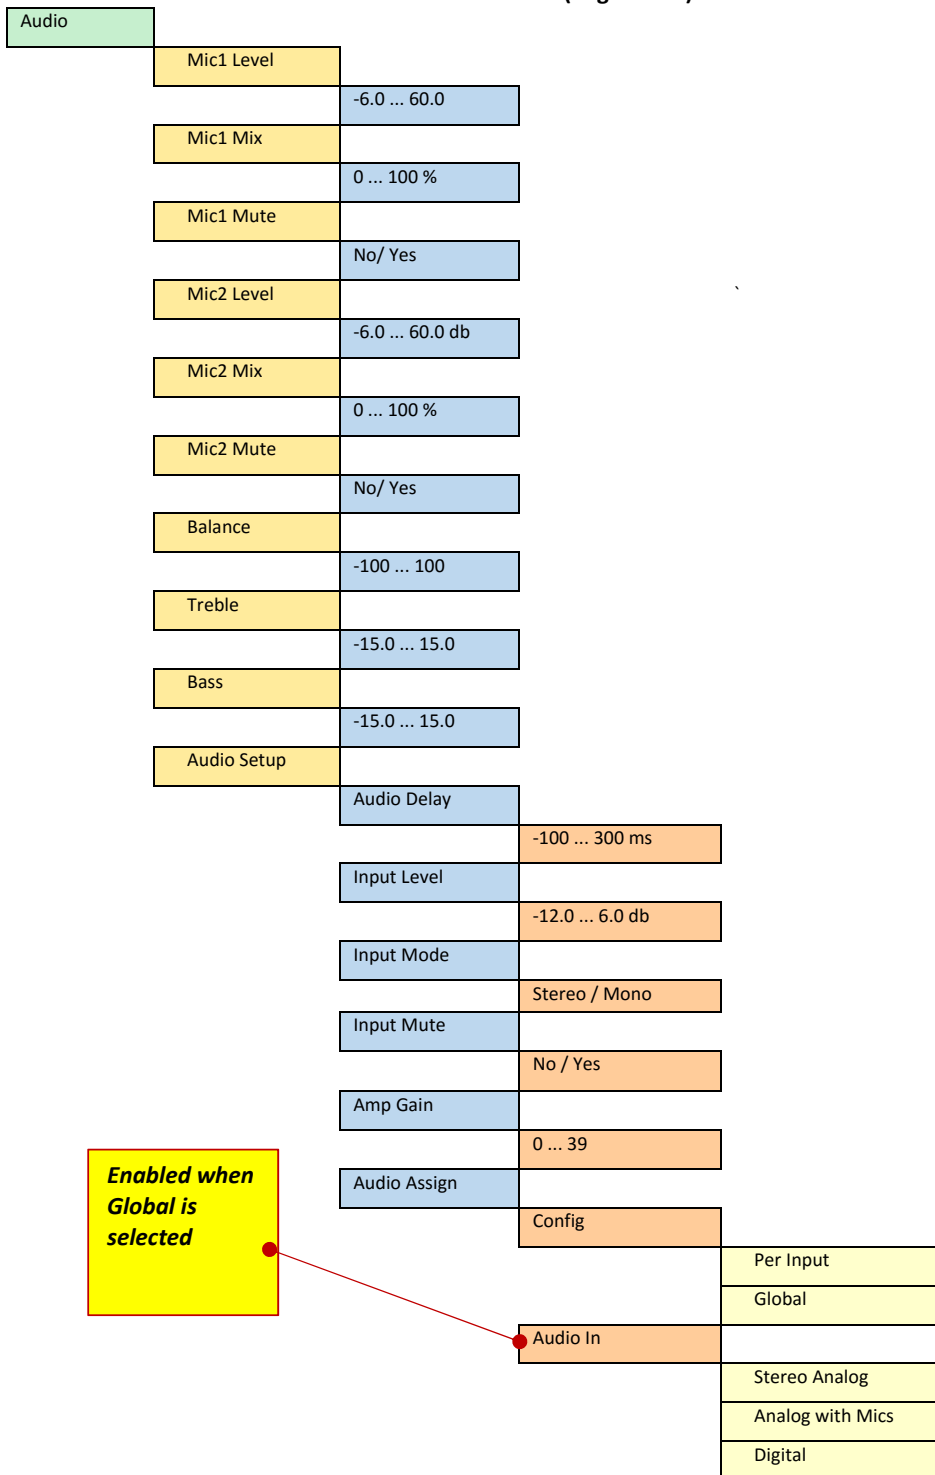 Audio
Mic1 Level
-6.0 ... 60.0
Mic1 Mix
0 ... 100 %
Mic1 Mute
No/ Yes
Mic2 Level
`
-6.0 ... 60.0 db
Mic2 Mix
0 ... 100 %
Mic2 Mute
No/ Yes
Balance
-100 ... 100
Treble
-15.0 ... 15.0
Bass
-15.0 ... 15.0
Audio Setup
Audio Delay
-100 ... 300 ms
Input Level
-12.0 ... 6.0 db
Input Mode
Stereo / Mono
Input Mute
No / Yes
Amp Gain
0 ... 39
Enabled when
Global is
selected
Audio Assign
Config
Per Input
Global
Audio In
Stereo Analog
Analog with Mics
Digital